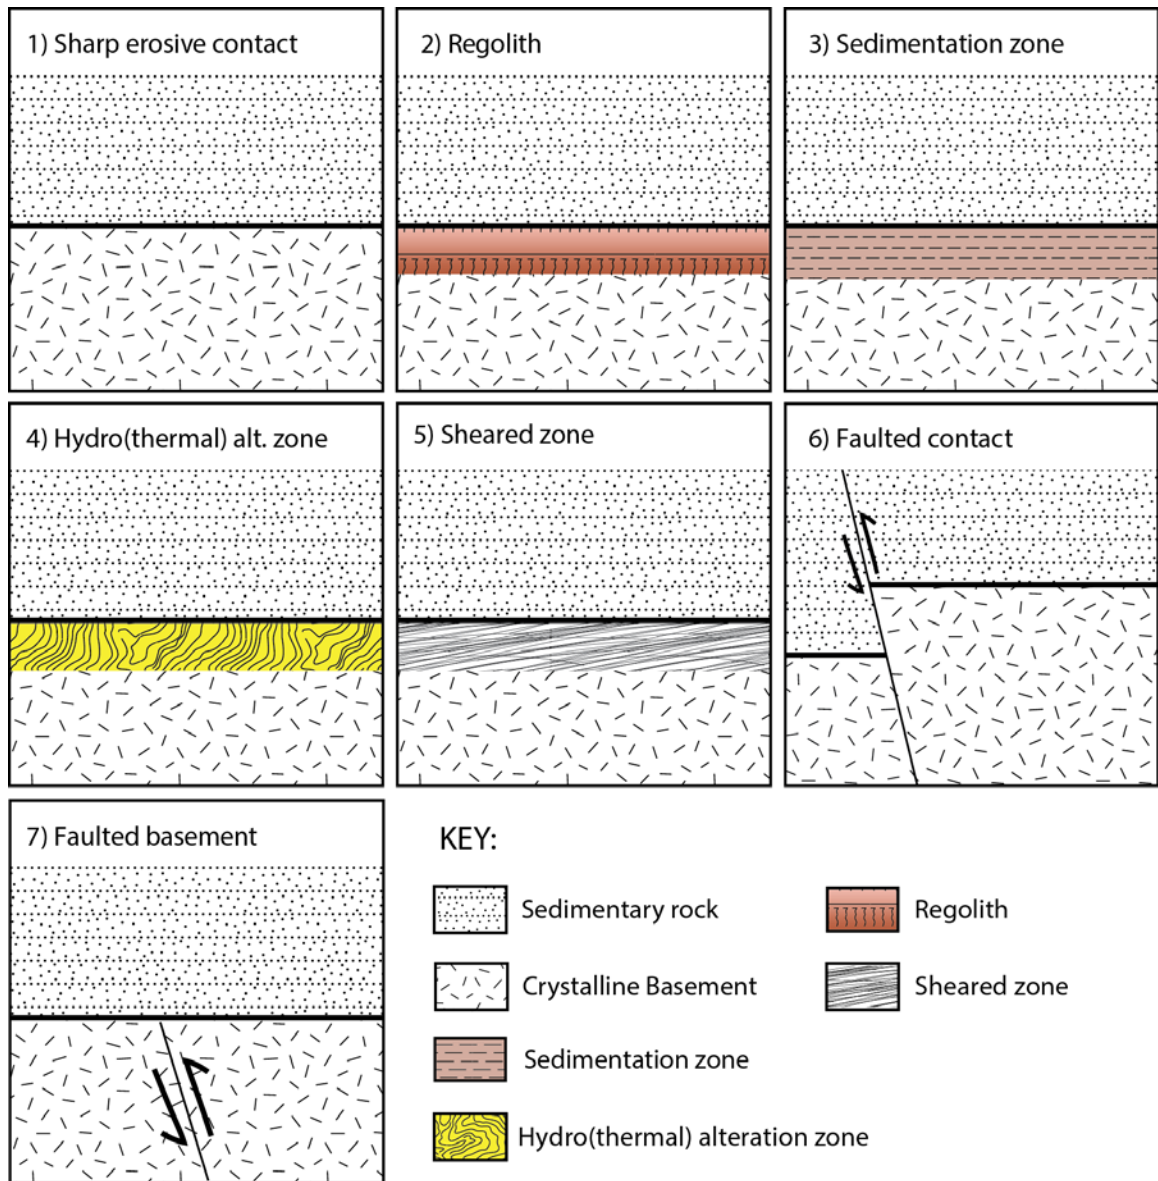 1) Sharp erosive contact
2) Regolith
3) Sedimentation zone
4) Hydro(thermal) alt. zone
5) Sheared zone
6) Faulted contact
7) Faulted basement
KEY:
Sedimentary rock
Regolith
Crystalline Basement
Sheared zone
Sedimentation zone
Hydro(thermal) alteration zone